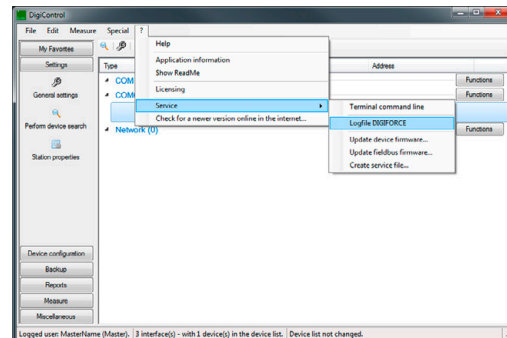 DigiControl
File Edit Measure Special ?
My Favorites
Settings
General settings
Perform device search
Station properties
Device configuration
Backup
Reports
Measure
Miscellaneous
Type
Address
COM
Functions
COM
Functions
Network (0)
Functions
Help
Application information
Show ReadMe
Licensing
Service
Check for a newer version online in the internet...
Terminal command line
Logfile DIGIFORCE
Update device firmware...
Update fieldbus firmware...
Create service file...
Logged user: MasterName (Master). 3 interface(s) - with 1 device(s) in the device list. Device list not changed.